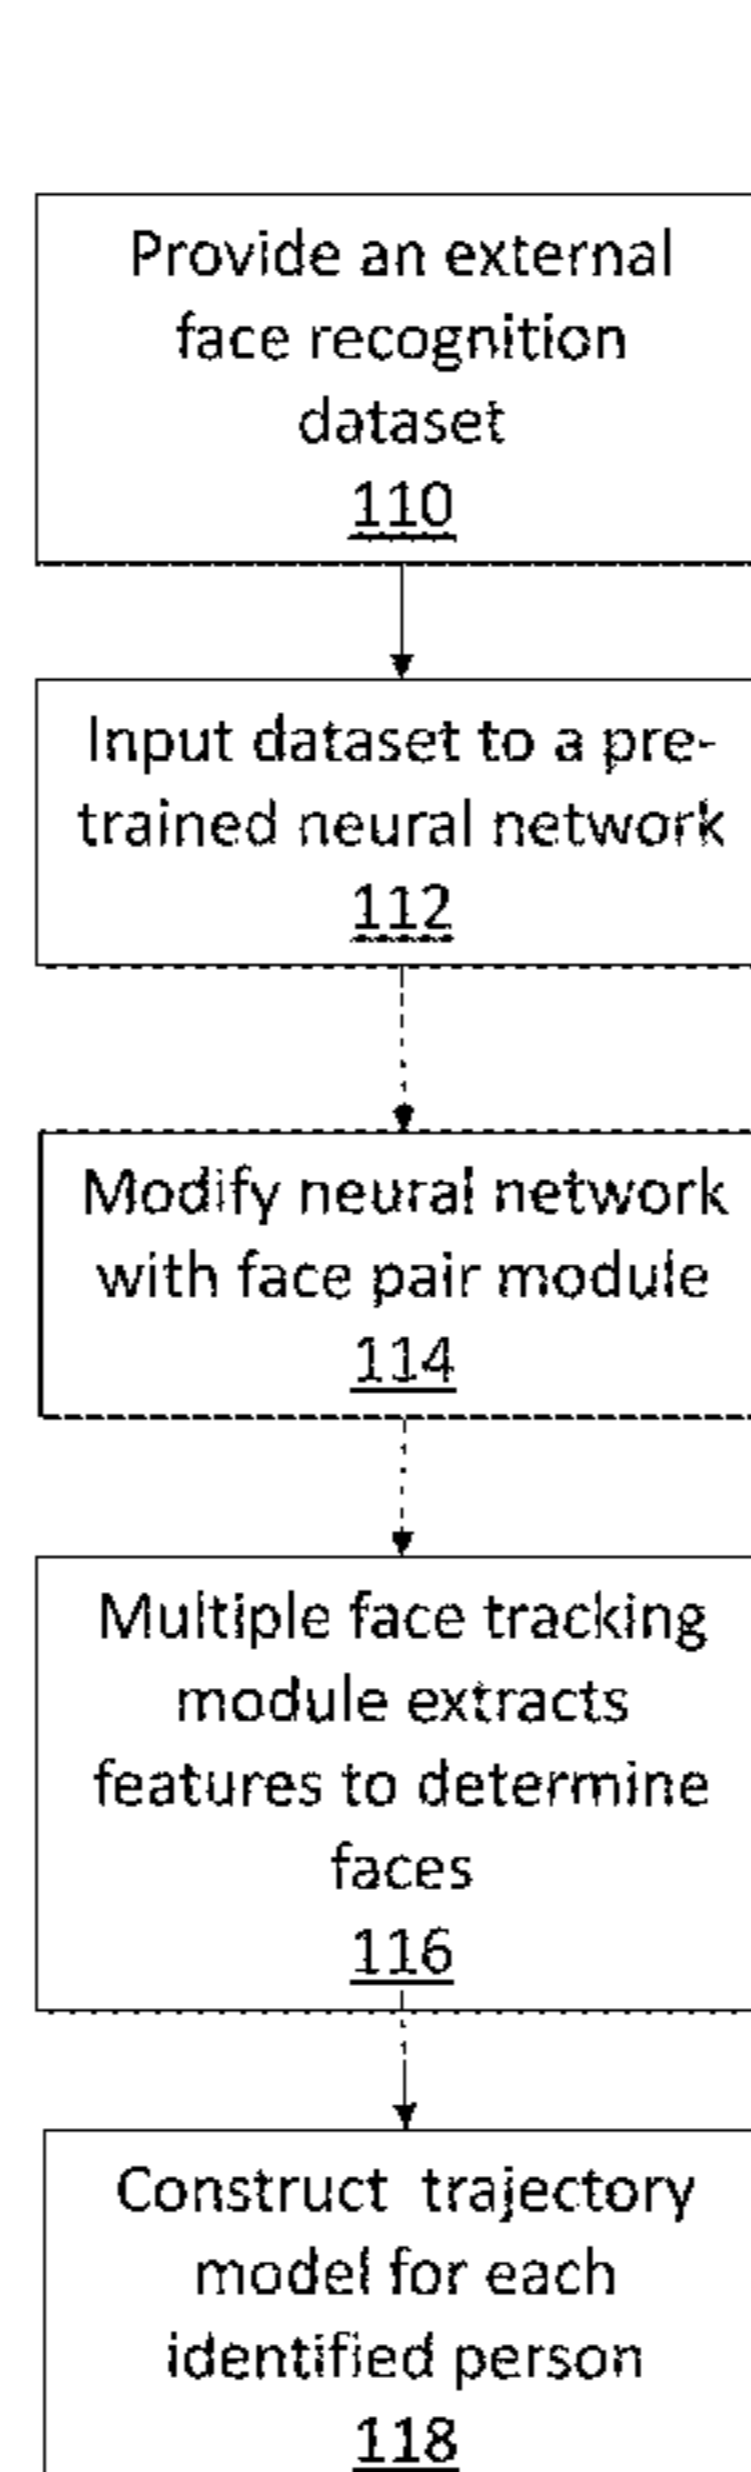 Provide an external
face recognition
dataset
110
Input dataset to a pre-
trained neural network
112
Modify neural network
with face pair module
114
Multiple face tracking
module extracts
features to determine
faces
116
Construct trajectory
model for each
identified person
118